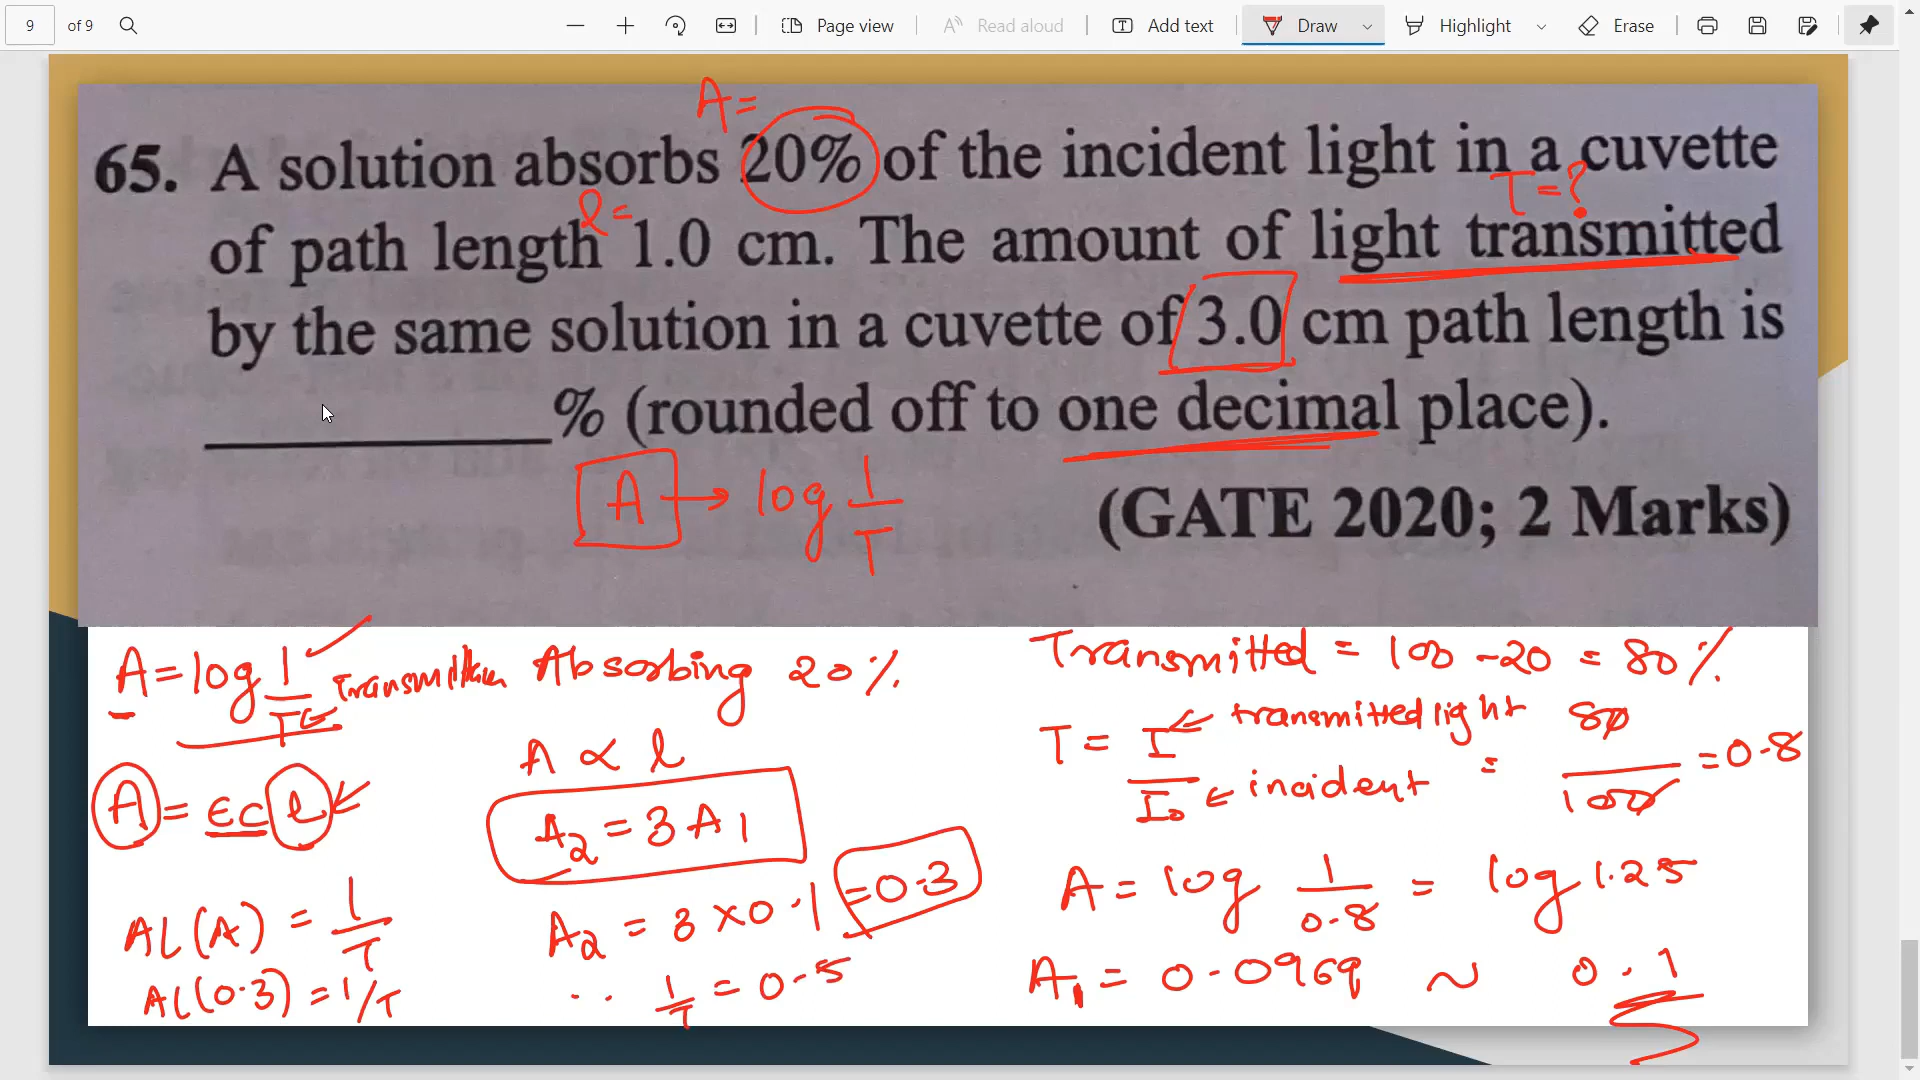 9 of 9 Page view Read aloud Add text Draw Highlight Erase
A=
65. A solution absorbs 20% of the incident light in a cuvette
T=?
l=
of path length 1.0 cm. The amount of light transmitted
by the same solution in a cuvette of 3.0 cm path length is
% (rounded off to one decimal place).
A → log 1/T
(GATE 2020; 2 Marks)
A = log 1/T Absorbing 20%
A ∝ l
A = ϵcl
A2 = 3A1
A2 = 3×0.1 = 0.3
AL(A) = 1/T
AL(0.3) = 1/T
∴ 1/T = 0.5
Transmitted = 100 - 20 = 80%
T = I ← transmitted light / I0 ← incident = 80/100 = 0.8
A = log 1/0.8 = log 1.25
A1 = 0.0969 ~ 0.1